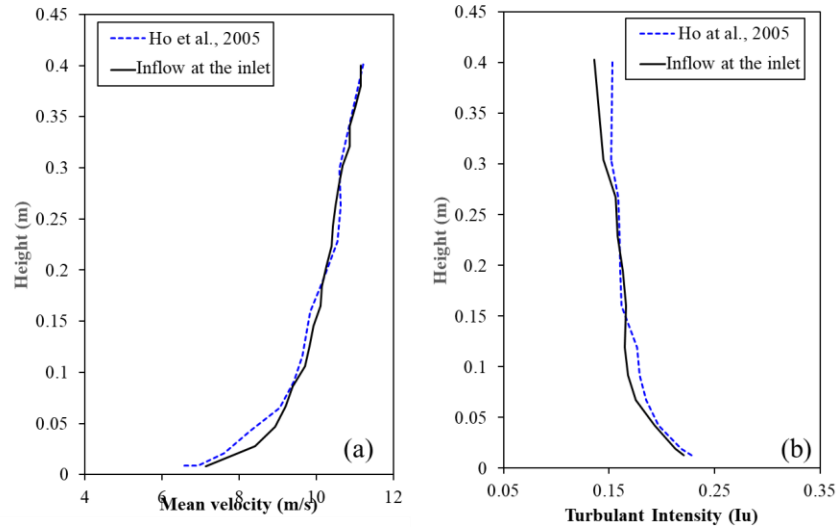 0.45
0.4
0.35
0.3
0.25
0.2
0.15
0.1
0.05
0
Height (m)
Ho et al., 2005
Inflow at the inlet
(a)
4
6
8
10
12
Mean velocity (m/s)
0.45
0.4
0.35
0.3
0.25
0.2
0.15
0.1
0.05
0
Height (m)
Ho at al., 2005
Inflow at the inlet
(b)
0.05
0.15
0.25
0.35
Turbulant Intensity (Iu)